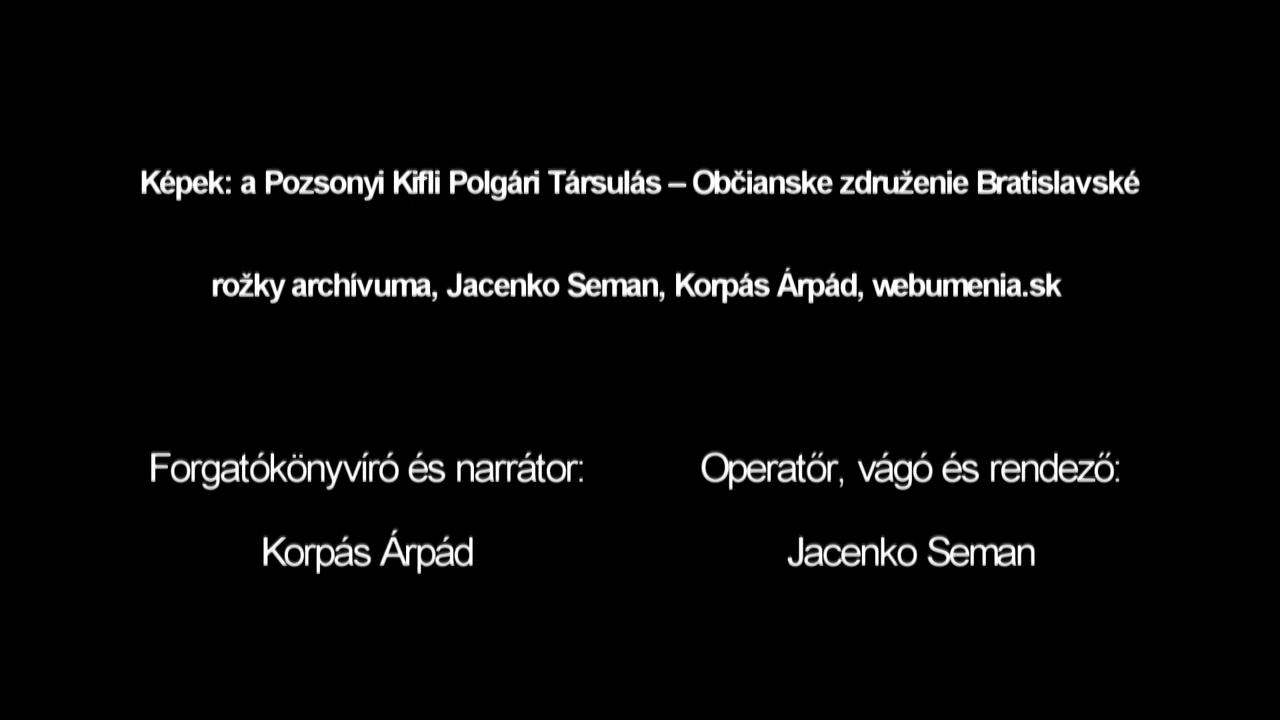 Képek: a Pozsonyi Kifli Polgári Társulás – Občianske združenie Bratislavské
rožky archívuma, Jacenko Seman, Korpás Árpád, webumenia.sk
Forgatókönyvíró és narrátor:
Korpás Árpád
Operatőr, vágó és rendező:
Jacenko Seman